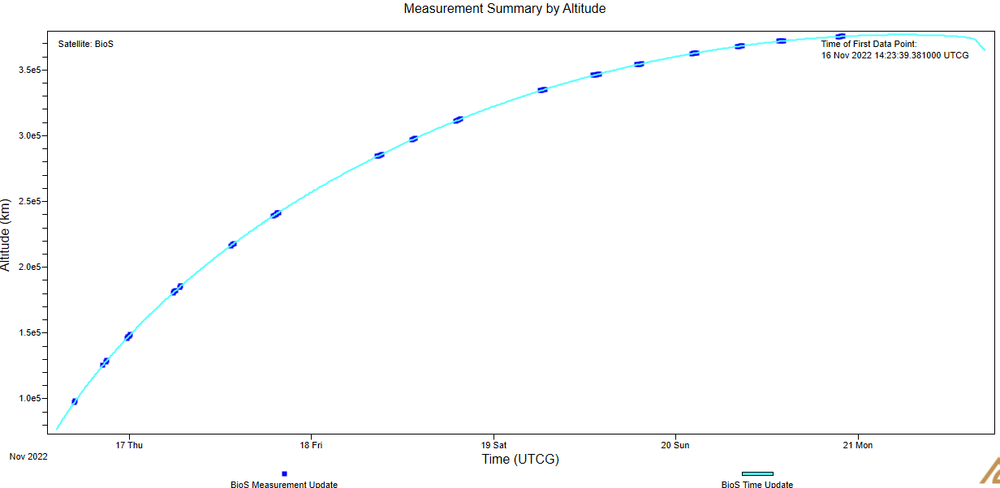 Measurement Summary by Altitude
Satellite: BioS
Time of First Data Point:
16 Nov 2022 14:23:39.381000 UTCG
Altitude (km)
3.5e5
3.0e5
2.5e5
2.0e5
1.5e5
1.0e5
17 Thu
18 Fri
19 Sat
20 Sun
21 Mon
Nov 2022
Time (UTCG)
BioS Measurement Update
BioS Time Update